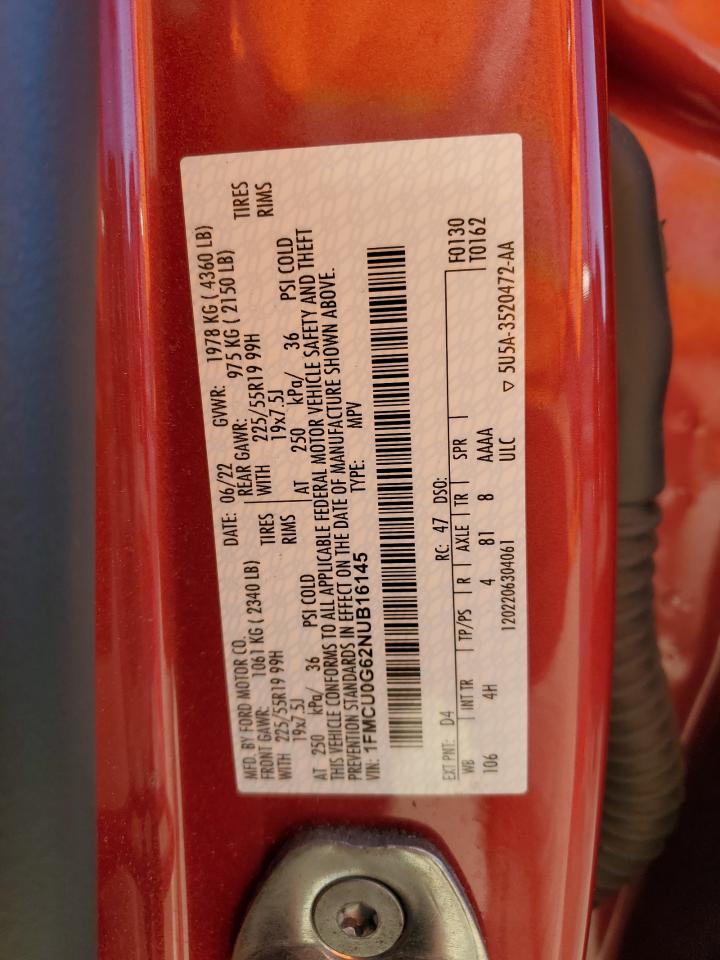 MFD. BY FORD MOTOR CO. DATE: 06/22 GVWR: 1978 KG ( 4360 LB)
FRONT GAWR: 1061 KG ( 2340 LB) REAR GAWR: 975 KG ( 2150 LB)
WITH 225/55R19 99H TIRES WITH 225/55R19 99H TIRES
19x7.5J RIMS 19x7.5J RIMS
AT 250 kPa/ 36 PSI COLD AT 250 kPa/ 36 PSI COLD
THIS VEHICLE CONFORMS TO ALL APPLICABLE FEDERAL MOTOR VEHICLE SAFETY AND THEFT
PREVENTION STANDARDS IN EFFECT ON THE DATE OF MANUFACTURE SHOWN ABOVE.
VIN: 1FMCU0G62NUB16145 TYPE: MPV
EXT PNT: D4 RC: 47 DSO: F0130
WB INT TR TP/PS R AXLE TR SPR T0162
106 4H 4 81 8 AAAA
1202206304061 ULC ▽ 5U5A-3520472-AA